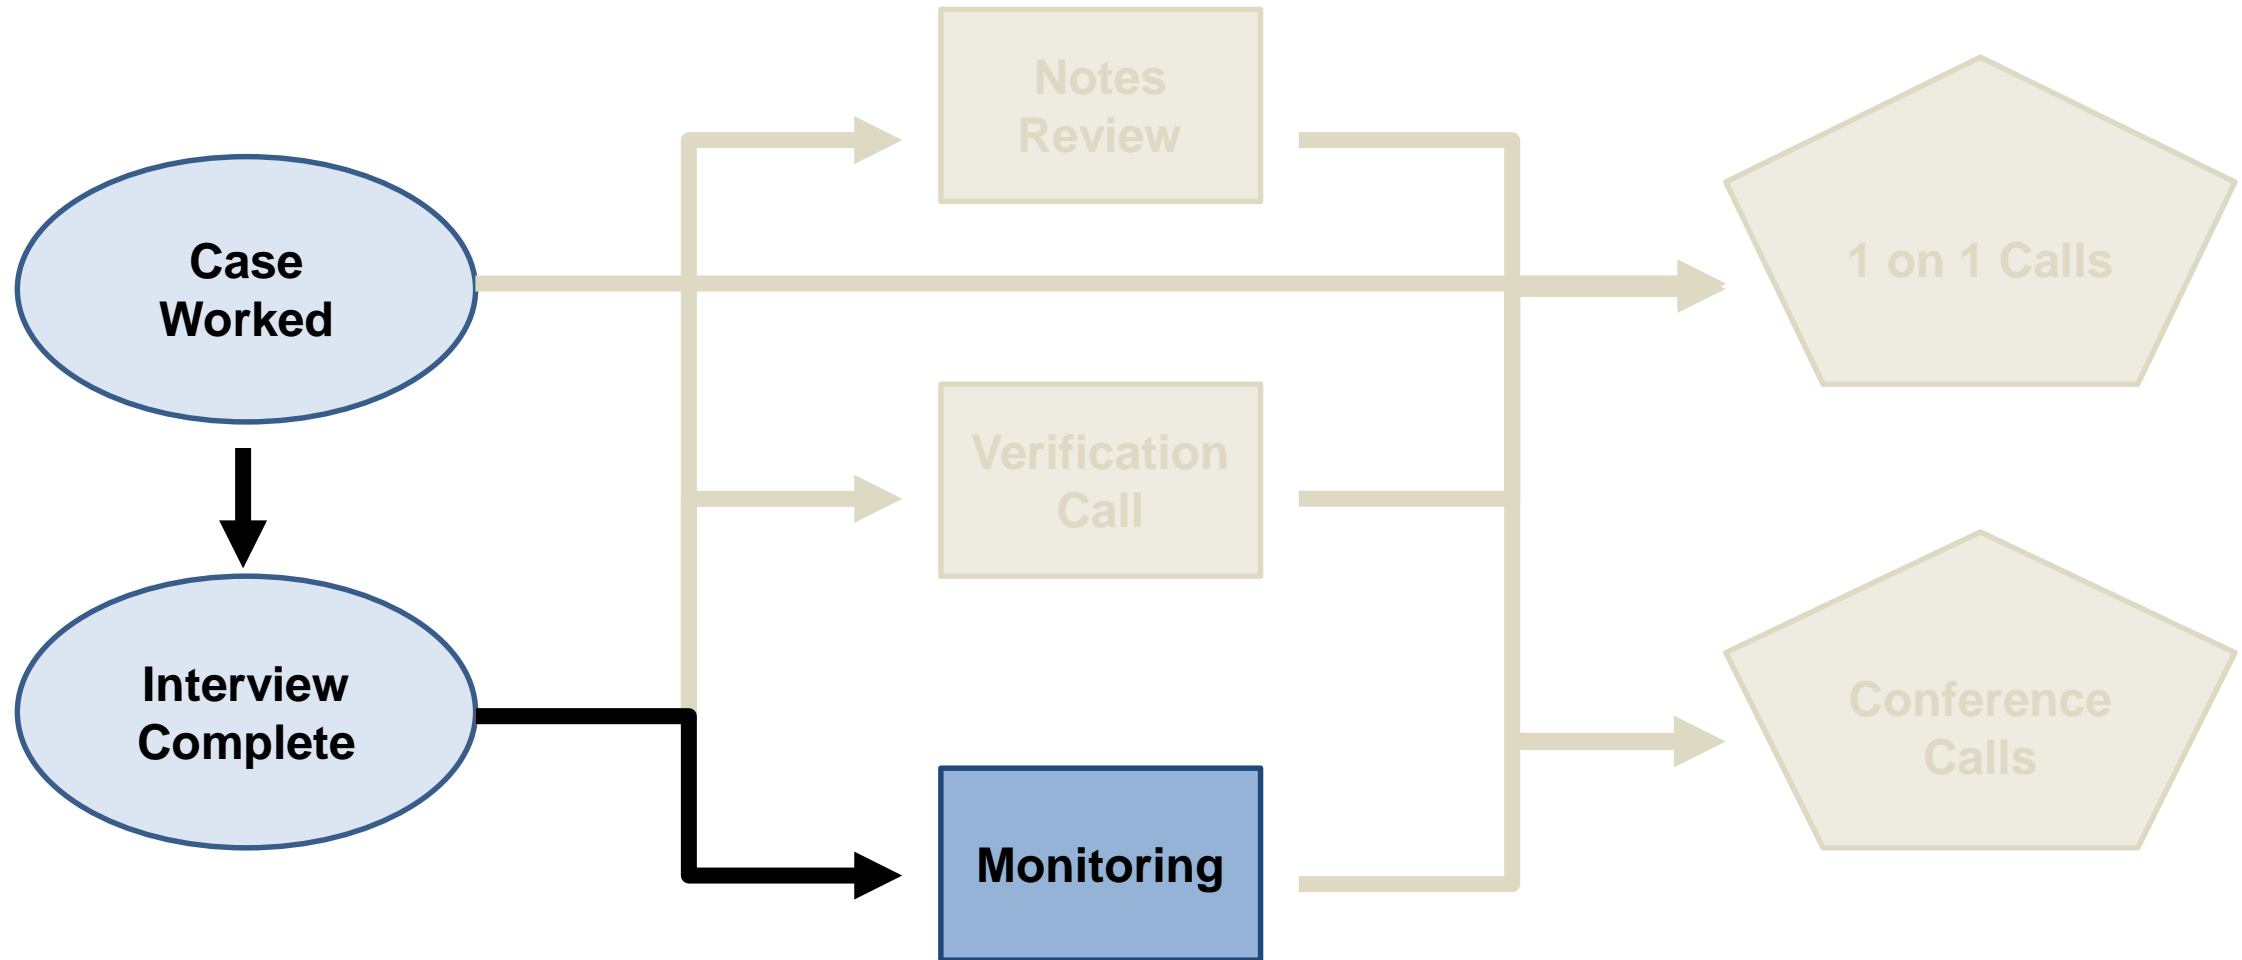 Case
Worked
Interview
Complete
Notes
Review
Verification
Call
Monitoring
1 on 1 Calls
Conference
Calls